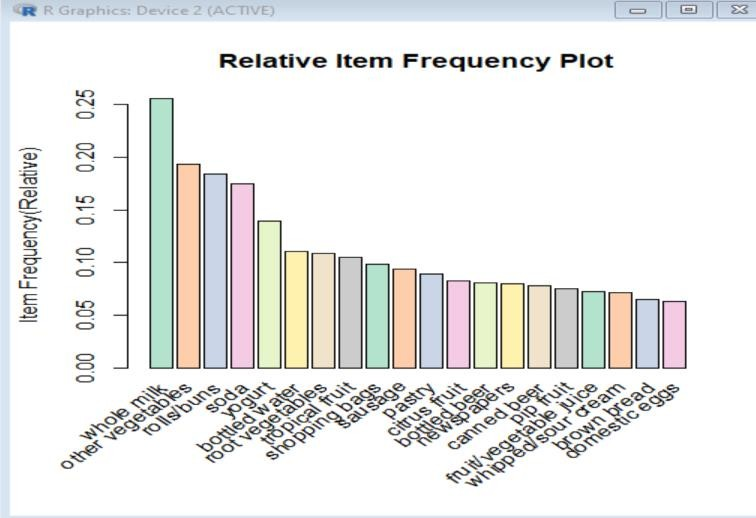 R Graphics: Device 2 (ACTIVE)
Relative Item Frequency Plot
Item Frequency(Relative)
0.25
0.20
0.15
0.10
0.05
0.00
whole milk
other vegetables
rolls/buns
soda
yogurt
bottled water
root vegetables
tropical fruit
shopping bags
sausage
pastry
citrus fruit
bottled beer
newspapers
canned beer
pip fruit
fruit/vegetable juice
whipped/sour cream
brown bread
domestic eggs